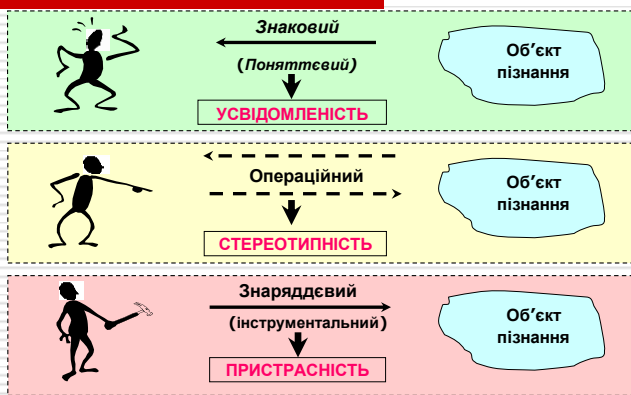 Знаковий
(Поняттєвий)
УСВІДОМЛЕНІСТЬ
Об′єкт
пізнання
Операційний
СТЕРЕОТИПНІСТЬ
Об′єкт
пізнання
Знаряддєвий
(інструментальний)
ПРИСТРАСНІСТЬ
Об′єкт
пізнання